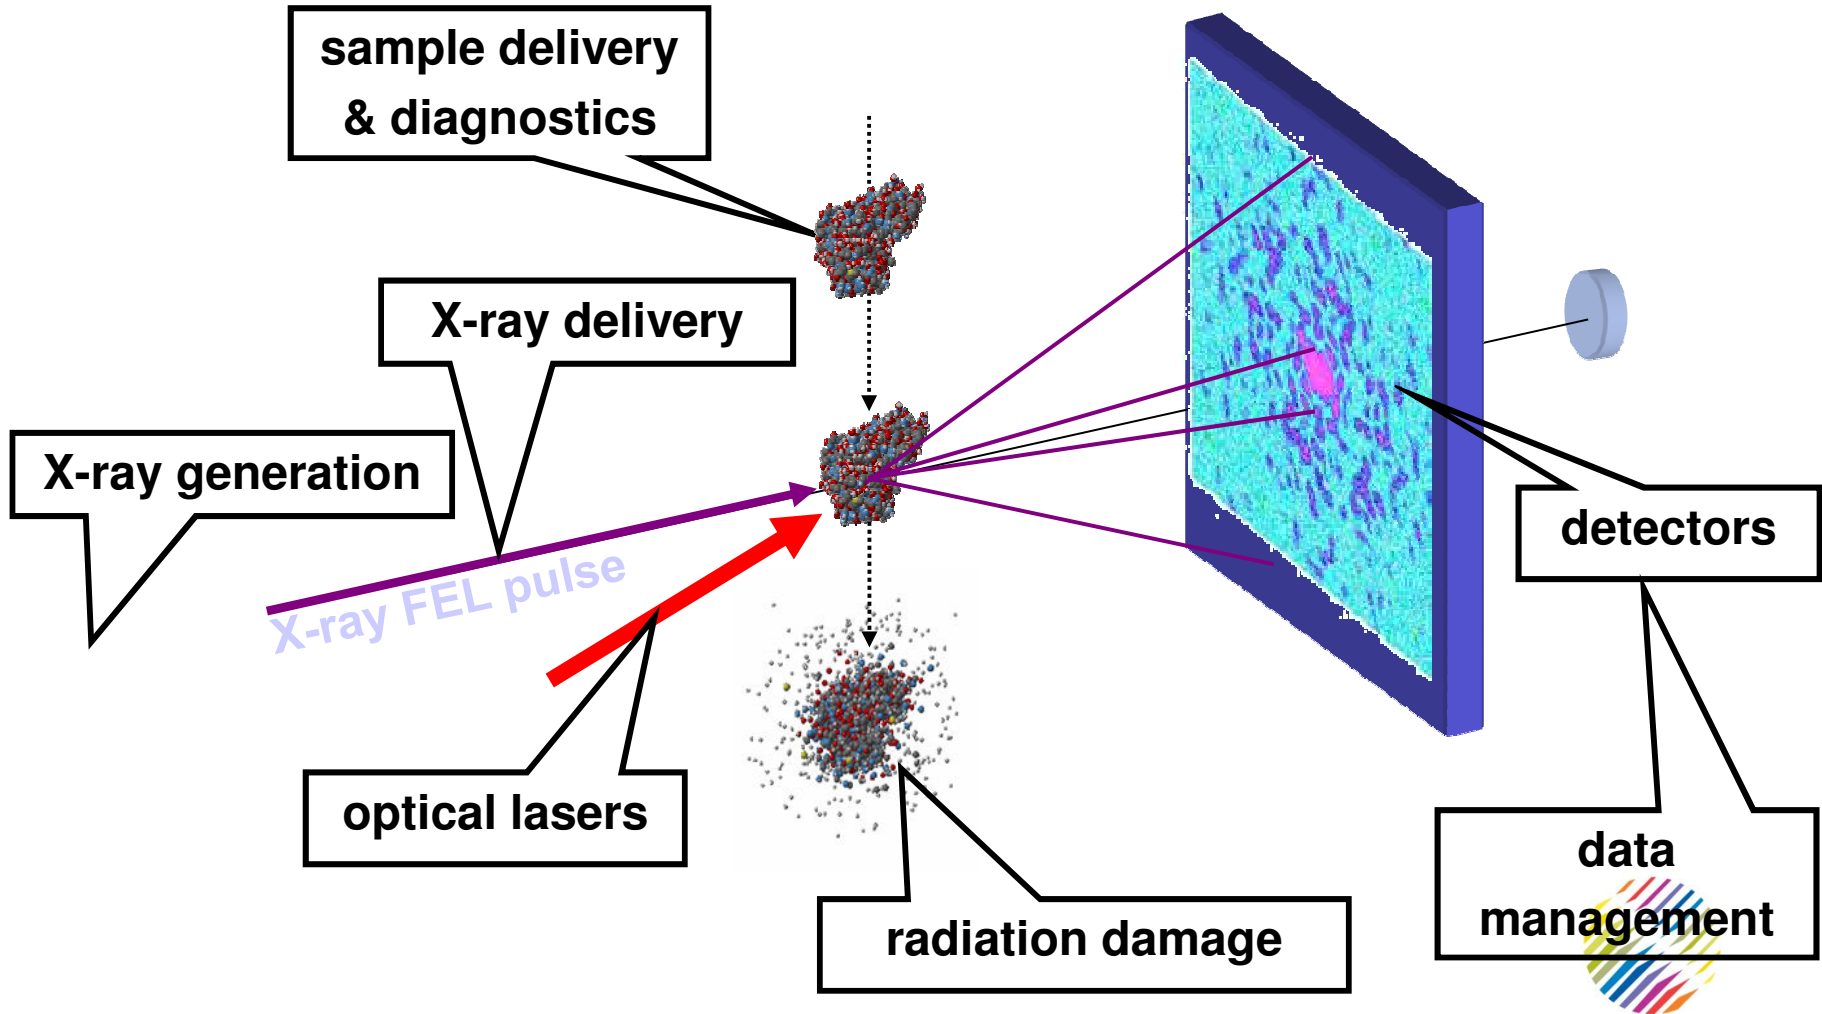 sample delivery
& diagnostics
X-ray delivery
X-ray generation
X-ray FEL pulse
detectors
optical lasers
data
management
radiation damage